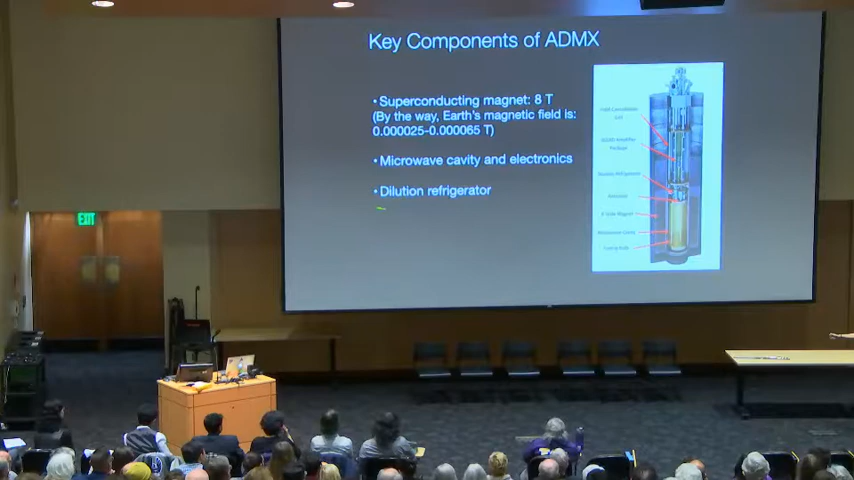 Key Components of ADMX
•Superconducting magnet: 8 T
(By the way, Earth's magnetic field is:
0.000025-0.000065 T)
•Microwave cavity and electronics
•Dilution refrigerator
EXIT